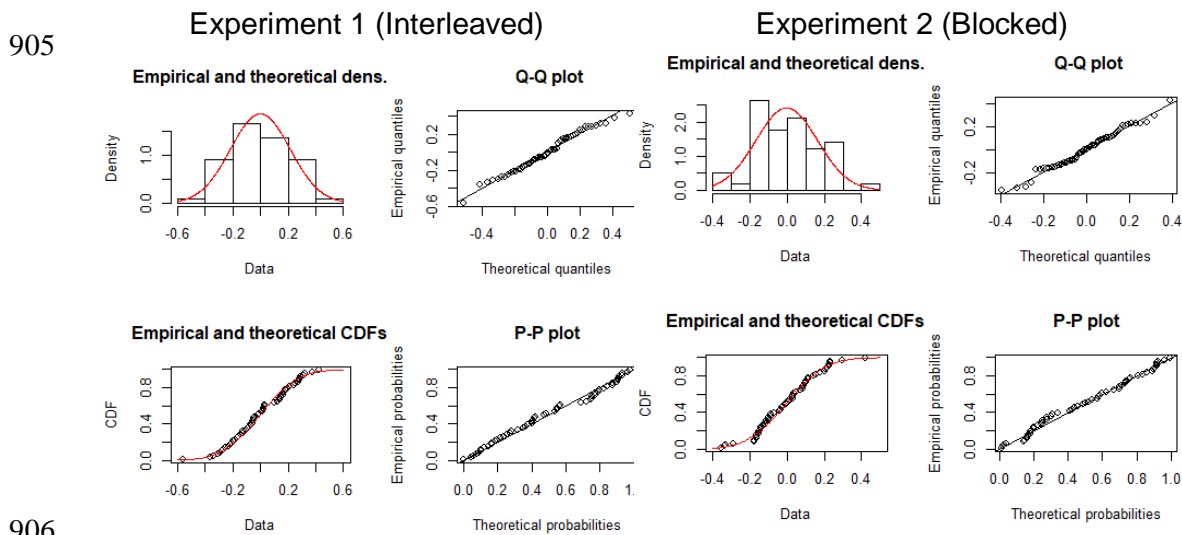 905
Experiment 1 (Interleaved)
Experiment 2 (Blocked)
Empirical and theoretical dens.
Density
0.0 1.0
-0.6 -0.2 0.2 0.6
Data
Q-Q plot
Empirical quantiles
-0.6 -0.2 0.2
-0.4 0.0 0.2 0.4
Theoretical quantiles
Empirical and theoretical dens.
Density
0.0 1.0 2.0
-0.4 -0.2 0.0 0.2 0.4
Data
Q-Q plot
Empirical quantiles
-0.2 0.2
-0.4 -0.2 0.0 0.2 0.4
Theoretical quantiles
Empirical and theoretical CDFs
CDF
0.0 0.4 0.8
-0.6 -0.2 0.2 0.6
Data
P-P plot
Empirical probabilities
0.0 0.4 0.8
0.0 0.2 0.4 0.6 0.8 1.
Theoretical probabilities
Empirical and theoretical CDFs
CDF
0.0 0.4 0.8
-0.4 -0.2 0.0 0.2 0.4
Data
P-P plot
Empirical probabilities
0.0 0.4 0.8
0.0 0.2 0.4 0.6 0.8 1.0
Theoretical probabilities
906